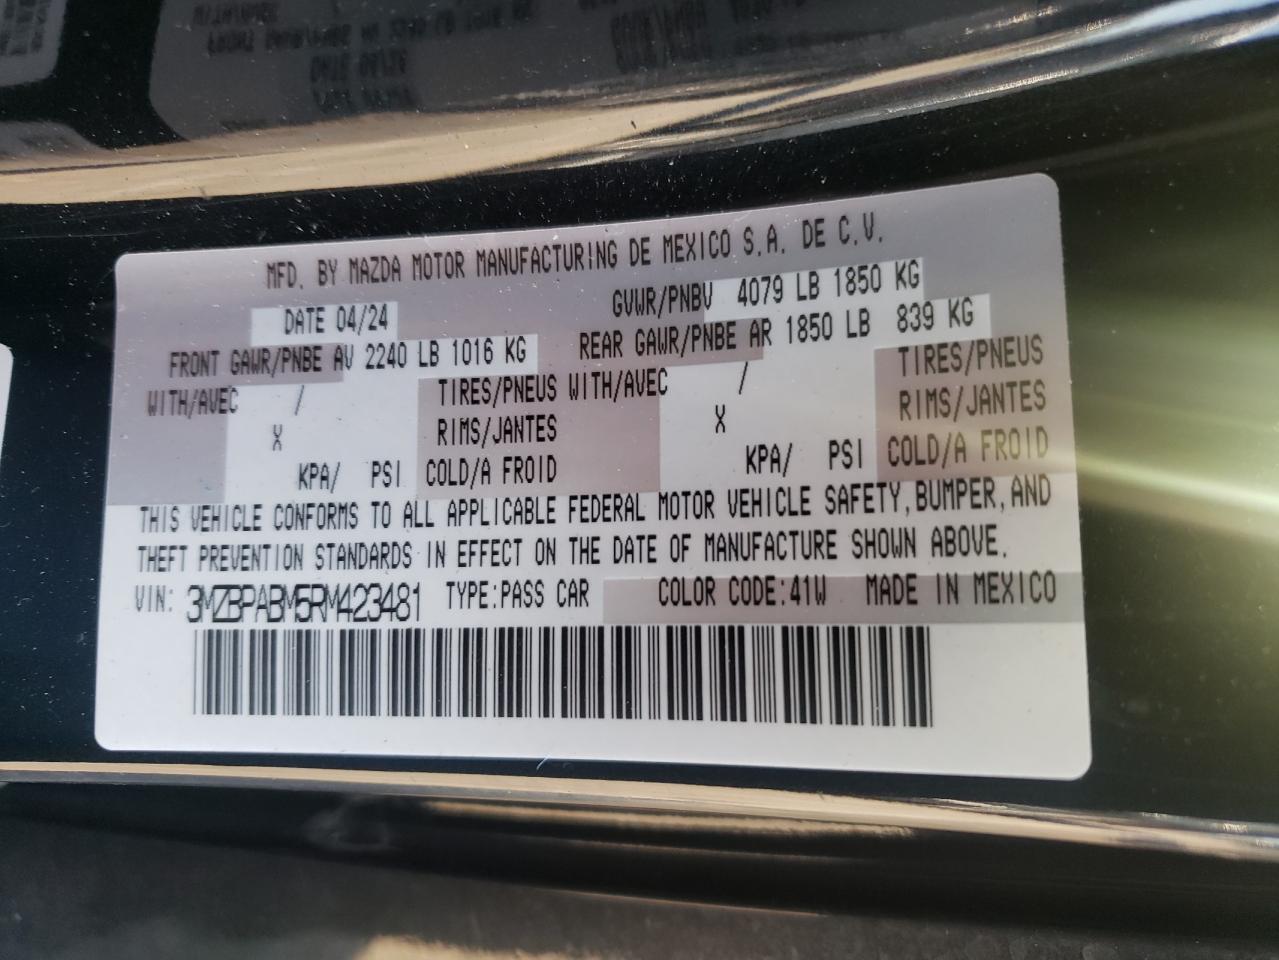 MFD. BY MAZDA MOTOR MANUFACTURING DE MEXICO S.A. DE C.V.
DATE 04/24 GVWR/PNBV 4079 LB 1850 KG
FRONT GAWR/PNBE AV 2240 LB 1016 KG REAR GAWR/PNBE AR 1850 LB 839 KG
WITH/AVEC / TIRES/PNEUS WITH/AVEC / TIRES/PNEUS
X RIMS/JANTES X RIMS/JANTES
KPA/ PSI COLD/A FROID KPA/ PSI COLD/A FROID
THIS VEHICLE CONFORMS TO ALL APPLICABLE FEDERAL MOTOR VEHICLE SAFETY, BUMPER, AND
THEFT PREVENTION STANDARDS IN EFFECT ON THE DATE OF MANUFACTURE SHOWN ABOVE.
VIN: 3MZBPABM5RM423481 TYPE:PASS CAR COLOR CODE:41W MADE IN MEXICO